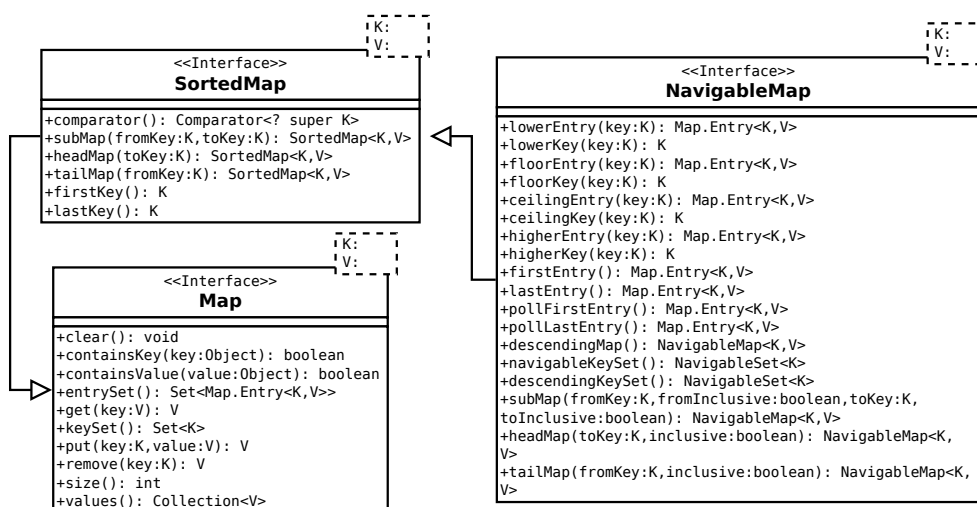 K:
V:
<<Interface>>
SortedMap
+comparator(): Comparator<? super K>
+subMap(fromKey:K,toKey:K): SortedMap<K,V>
+headMap(toKey:K): SortedMap<K,V>
+tailMap(fromKey:K): SortedMap<K,V>
+firstKey(): K
+lastKey(): K
K:
V:
<<Interface>>
Map
+clear(): void
+containsKey(key:Object): boolean
+containsValue(value:Object): boolean
+entrySet(): Set<Map.Entry<K,V>>
+get(key:V): V
+keySet(): Set<K>
+put(key:K,value:V): V
+remove(key:K): V
+size(): int
+values(): Collection<V>
K:
V:
<<Interface>>
NavigableMap
+lowerEntry(key:K): Map.Entry<K,V>
+lowerKey(key:K): K
+floorEntry(key:K): Map.Entry<K,V>
+floorKey(key:K): K
+ceilingEntry(key:K): Map.Entry<K,V>
+ceilingKey(key:K): K
+higherEntry(key:K): Map.Entry<K,V>
+higherKey(key:K): K
+firstEntry(): Map.Entry<K,V>
+lastEntry(): Map.Entry<K,V>
+pollFirstEntry(): Map.Entry<K,V>
+pollLastEntry(): Map.Entry<K,V>
+descendingMap(): NavigableMap<K,V>
+navigableKeySet(): NavigableSet<K>
+descendingKeySet(): NavigableSet<K>
+subMap(fromKey:K,fromInclusive:boolean,toKey:K,
toInclusive:boolean): NavigableMap<K,V>
+headMap(toKey:K,inclusive:boolean): NavigableMap<K,
V>
+tailMap(fromKey:K,inclusive:boolean): NavigableMap<K,
V>